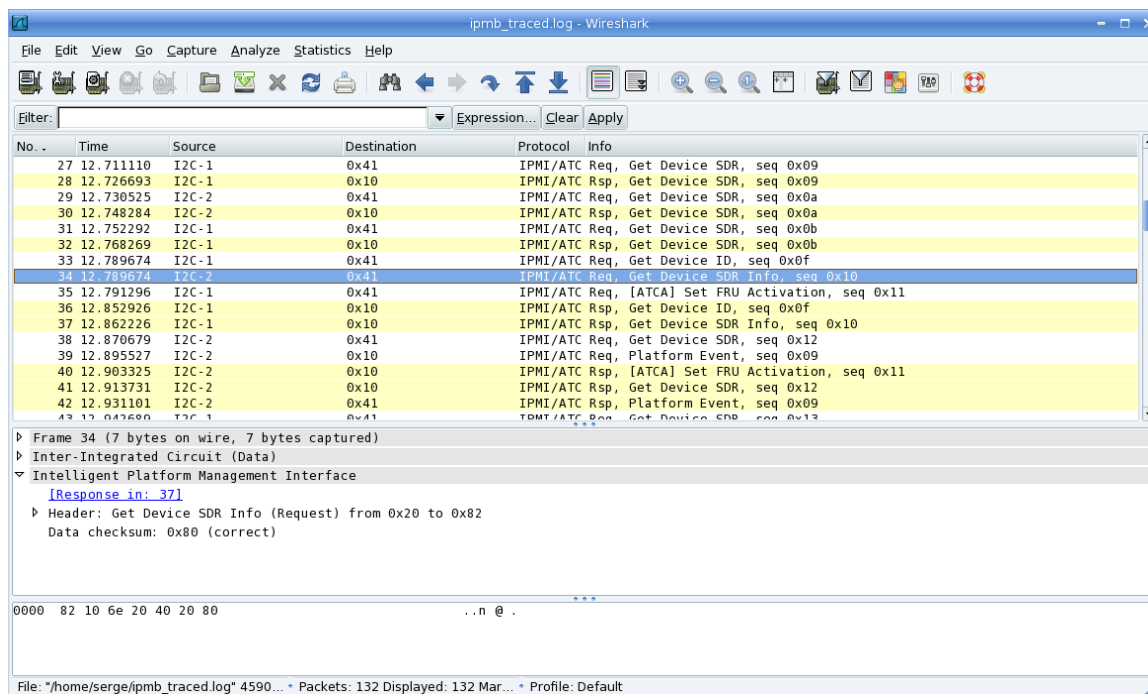 ipmb_traced.log - Wireshark
File Edit View Go Capture Analyze Statistics Help
Filter: Expression... Clear Apply
No. . Time Source Destination Protocol Info
27 12.711110 I2C-1 0x41 IPMI/ATC Req, Get Device SDR, seq 0x09
28 12.726693 I2C-1 0x10 IPMI/ATC Rsp, Get Device SDR, seq 0x09
29 12.730525 I2C-2 0x41 IPMI/ATC Req, Get Device SDR, seq 0x0a
30 12.748284 I2C-2 0x10 IPMI/ATC Rsp, Get Device SDR, seq 0x0a
31 12.752292 I2C-1 0x41 IPMI/ATC Req, Get Device SDR, seq 0x0b
32 12.768269 I2C-1 0x10 IPMI/ATC Rsp, Get Device SDR, seq 0x0b
33 12.789674 I2C-1 0x41 IPMI/ATC Req, Get Device ID, seq 0x0f
34 12.789674 I2C-2 0x41 IPMI/ATC Req, Get Device SDR Info, seq 0x10
35 12.791296 I2C-1 0x41 IPMI/ATC Req, [ATCA] Set FRU Activation, seq 0x11
36 12.852926 I2C-1 0x10 IPMI/ATC Rsp, Get Device ID, seq 0x0f
37 12.862226 I2C-1 0x10 IPMI/ATC Rsp, Get Device SDR Info, seq 0x10
38 12.870679 I2C-2 0x41 IPMI/ATC Req, Get Device SDR, seq 0x12
39 12.895527 I2C-2 0x10 IPMI/ATC Req, Platform Event, seq 0x09
40 12.903325 I2C-2 0x10 IPMI/ATC Rsp, [ATCA] Set FRU Activation, seq 0x11
41 12.913731 I2C-2 0x10 IPMI/ATC Rsp, Get Device SDR, seq 0x12
42 12.931101 I2C-2 0x10 IPMI/ATC Rsp, Platform Event, seq 0x09
43 12.942689 I2C-1 0x41 IPMI/ATC Req, Get Device SDR, seq 0x13
Frame 34 (7 bytes on wire, 7 bytes captured)
Inter-Integrated Circuit (Data)
Intelligent Platform Management Interface
[Response in: 37]
Header: Get Device SDR Info (Request) from 0x20 to 0x82
Data checksum: 0x80 (correct)
0000 82 10 6e 20 40 20 80 ..n @ .
File: "/home/serge/ipmb_traced.log" 4590... Packets: 132 Displayed: 132 Mar... Profile: Default